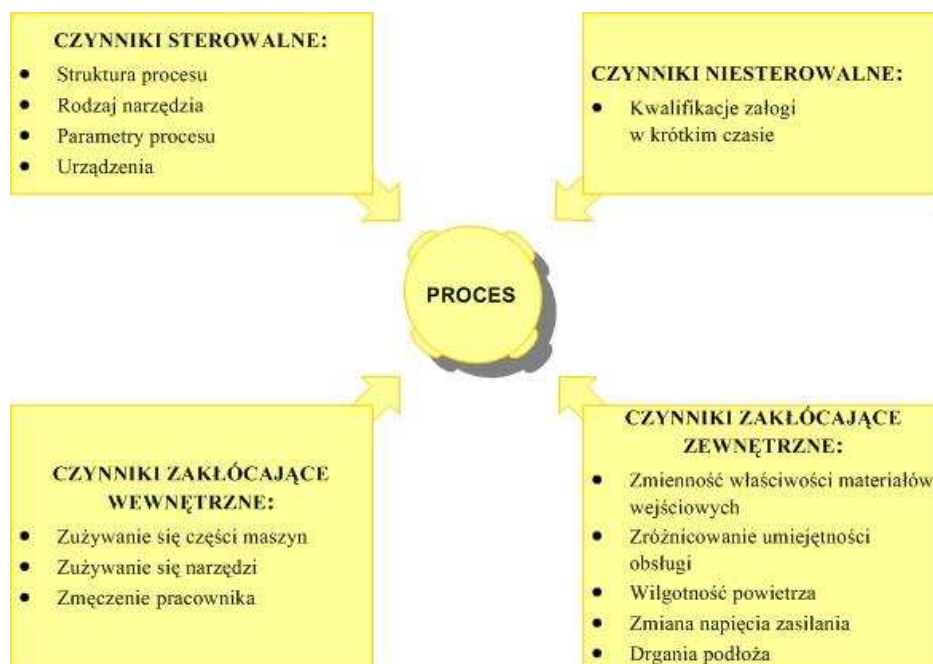 CZYNNIKI STEROWALNE:
• Struktura procesu
• Rodzaj narzędzia
• Parametry procesu
• Urządzenia
CZYNNIKI NIESTEROWALNE:
• Kwalifikacje załogi
w krótkim czasie
PROCES
CZYNNIKI ZAKŁÓCAJĄCE
WEWNĘTRZNE:
• Zużywanie się części maszyn
• Zużywanie się narzędzi
• Zmęczenie pracownika
CZYNNIKI ZAKŁÓCAJĄCE
ZEWNĘTRZNE:
• Zmienność właściwości materiałów
wejściowych
• Zróżnicowanie umiejętności
obsługi
• Wilgotność powietrza
• Zmiana napięcia zasilania
• Drgania podłoża